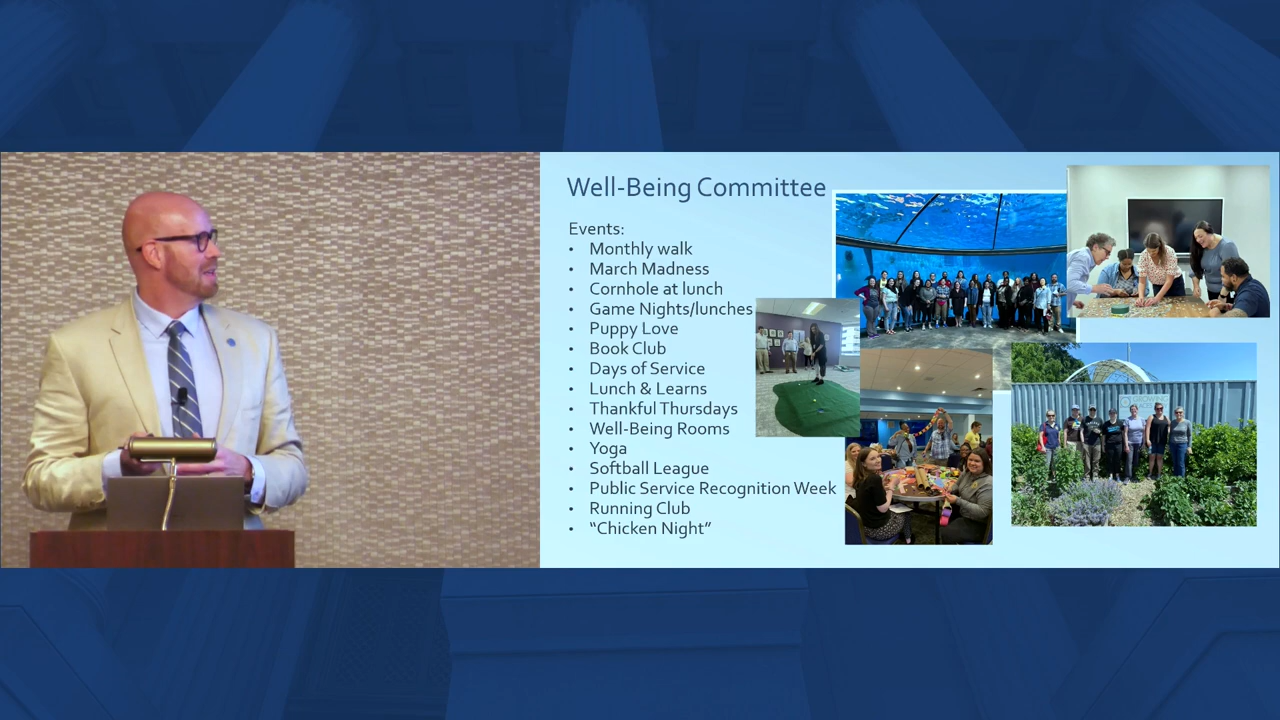 Well-Being Committee
Events:
• Monthly walk
• March Madness
• Cornhole at lunch
• Game Nights/lunches
• Puppy Love
• Book Club
• Days of Service
• Lunch & Learns
• Thankful Thursdays
• Well-Being Rooms
• Yoga
• Softball League
• Public Service Recognition Week
• Running Club
• “Chicken Night”